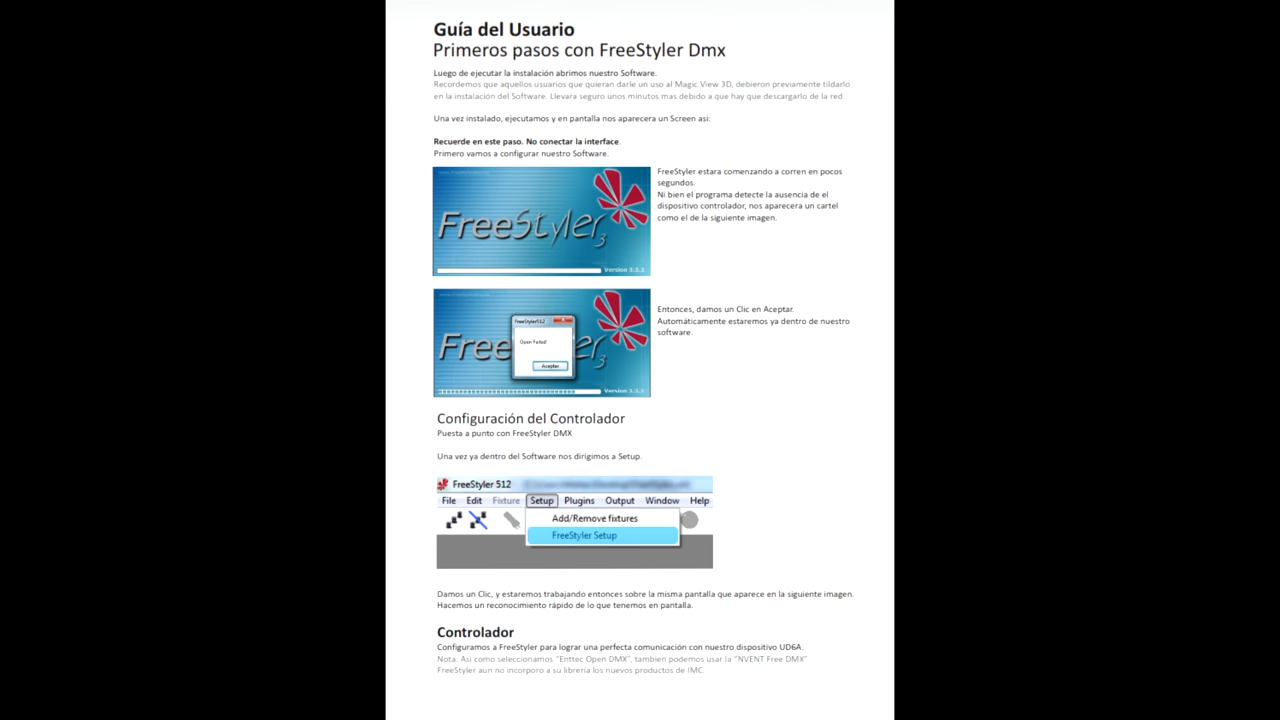 Guía del Usuario
Primeros pasos con FreeStyler Dmx
Luego de ejecutar la instalación abrimos nuestro Software.
Recordemos que aquellos usuarios que quieran darle un uso al Magic View 3D, debieron previamente tildarlo
en la instalación del Software. Llevara seguro unos minutos mas debido a que hay que descargarlo de la red.
Una vez instalado, ejecutamos y en pantalla nos aparecera un Screen asi:
Recuerde en este paso. No conectar la interface.
Primero vamos a configurar nuestro Software.
FreeStyler 3
Version 3.3.3
FreeStyler estara comenzando a corren en pocos
segundos.
Ni bien el programa detecte la ausencia de el
dispositivo controlador, nos aparecera un cartel
como el de la siguiente imagen.
FreeStyler512
Open Failed
Aceptar
Version 3.3.3
Entonces, damos un Clic en Aceptar.
Automáticamente estaremos ya dentro de nuestro
software.
Configuración del Controlador
Puesta a punto con FreeStyler DMX
Una vez ya dentro del Software nos dirigimos a Setup.
FreeStyler 512
File Edit Fixture Setup Plugins Output Window Help
Add/Remove fixtures
FreeStyler Setup
Damos un Clic, y estaremos trabajando entonces sobre la misma pantalla que aparece en la siguiente imagen.
Hacemos un reconocimiento rápido de lo que tenemos en pantalla.
Controlador
Configuramos a FreeStyler para lograr una perfecta comunicación con nuestro dispositivo UD6A.
Nota: Asi como seleccionamos "Enttec Open DMX", tambien podemos usar la "NVENT Free DMX"
FreeStyler aun no incorporo a su libreria los nuevos productos de IMC.